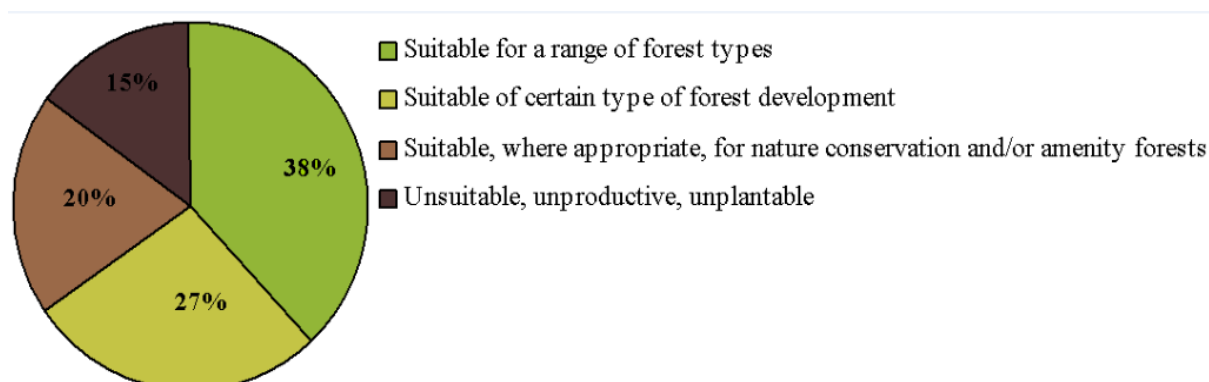 15%
38%
20%
27%
Suitable for a range of forest types
Suitable of certain type of forest development
Suitable, where appropriate, for nature conservation and/or amenity forests
Unsuitable, unproductive, unplantable